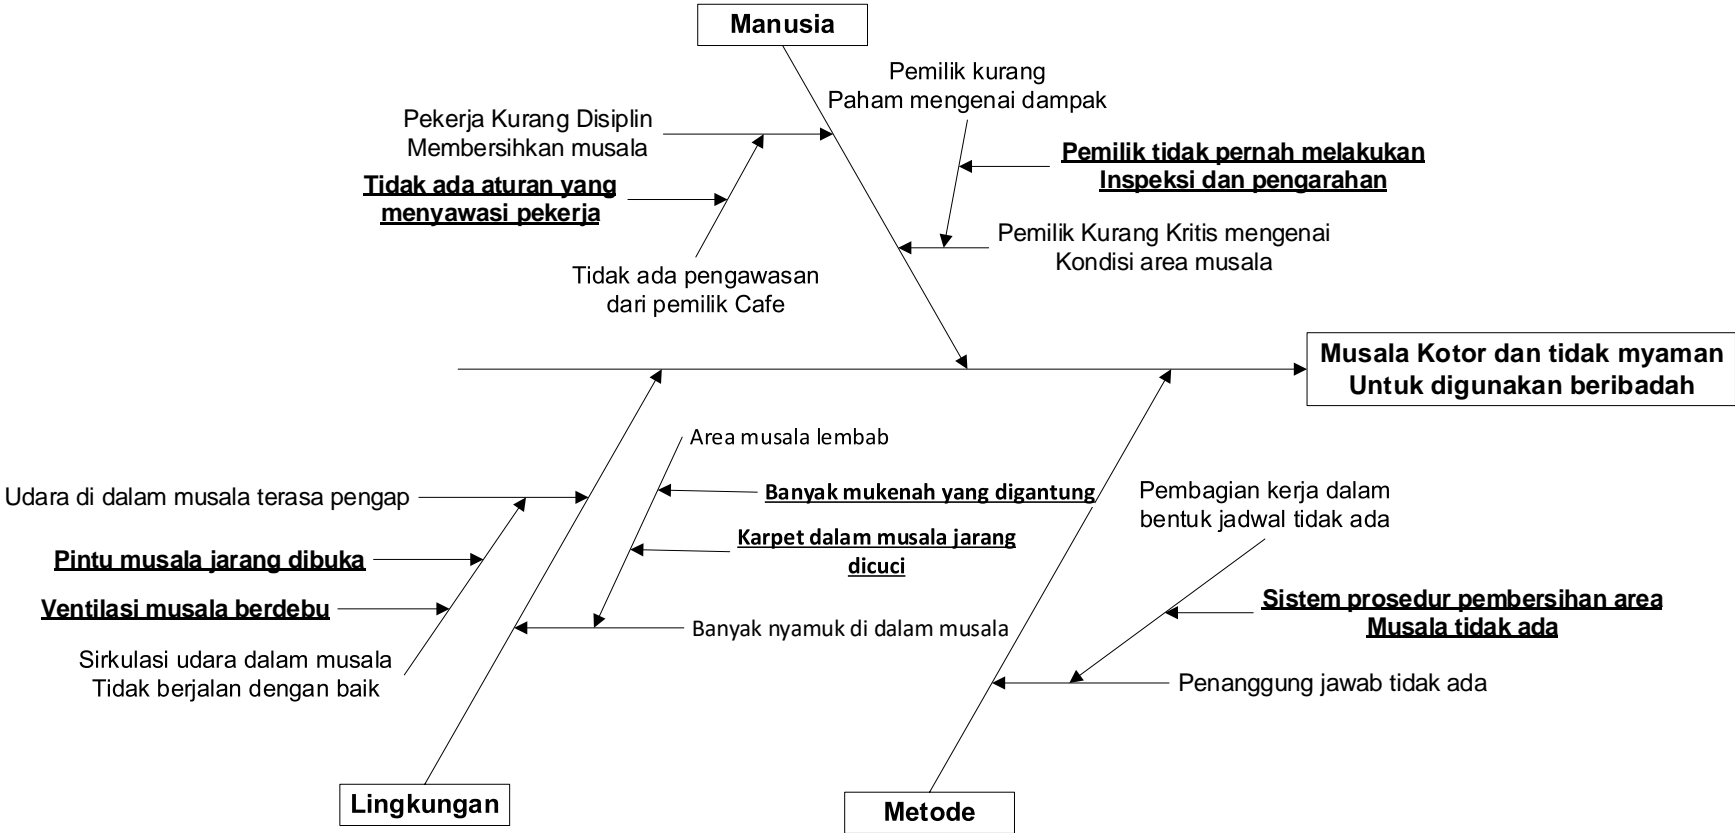 Manusia
Pemilik kurang
Paham mengenai dampak
Pekerja Kurang Disiplin
Membersihkan musala
Pemilik tidak pernah melakukan
Inspeksi dan pengarahan
Tidak ada aturan yang
menyawasi pekerja
Pemilik Kurang Kritis mengenai
Kondisi area musala
Tidak ada pengawasan
dari pemilik Cafe
Musala Kotor dan tidak myaman
Untuk digunakan beribadah
Area musala lembab
Udara di dalam musala terasa pengap
Banyak mukenah yang digantung
Pembagian kerja dalam
bentuk jadwal tidak ada
Karpet dalam musala jarang
dicuci
Pintu musala jarang dibuka
Ventilasi musala berdebu
Sistem prosedur pembersihan area
Musala tidak ada
Banyak nyamuk di dalam musala
Sirkulasi udara dalam musala
Tidak berjalan dengan baik
Penanggung jawab tidak ada
Lingkungan
Metode